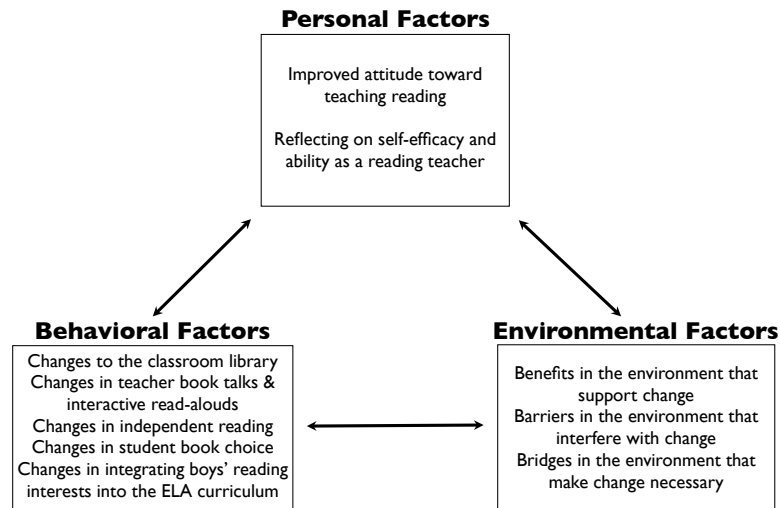 Personal Factors
Improved attitude toward
teaching reading
Reflecting on self-efficacy and
ability as a reading teacher
Behavioral Factors
Changes to the classroom library
Changes in teacher book talks &
interactive read-alouds
Changes in independent reading
Changes in student book choice
Changes in integrating boys’ reading
interests into the ELA curriculum
Environmental Factors
Benefits in the environment that
support change
Barriers in the environment that
interfere with change
Bridges in the environment that
make change necessary